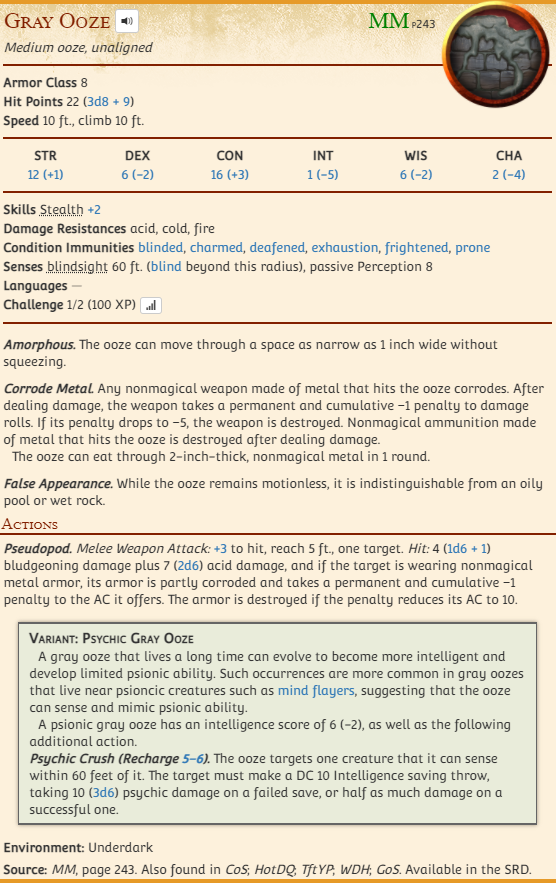 Gray Ooze MM P243
Medium ooze, unaligned
Armor Class 8
Hit Points 22 (3d8 + 9)
Speed 10 ft., climb 10 ft.
STR DEX CON INT WIS CHA
12 (+1) 6 (−2) 16 (+3) 1 (−5) 6 (−2) 2 (−4)
Skills Stealth +2
Damage Resistances acid, cold, fire
Condition Immunities blinded, charmed, deafened, exhaustion, frightened, prone
Senses blindsight 60 ft. (blind beyond this radius), passive Perception 8
Languages —
Challenge 1/2 (100 XP)
Amorphous. The ooze can move through a space as narrow as 1 inch wide without
squeezing.
Corrode Metal. Any nonmagical weapon made of metal that hits the ooze corrodes. After
dealing damage, the weapon takes a permanent and cumulative −1 penalty to damage
rolls. If its penalty drops to −5, the weapon is destroyed. Nonmagical ammunition made
of metal that hits the ooze is destroyed after dealing damage.
The ooze can eat through 2-inch-thick, nonmagical metal in 1 round.
False Appearance. While the ooze remains motionless, it is indistinguishable from an oily
pool or wet rock.
Actions
Pseudopod. Melee Weapon Attack: +3 to hit, reach 5 ft., one target. Hit: 4 (1d6 + 1)
bludgeoning damage plus 7 (2d6) acid damage, and if the target is wearing nonmagical
metal armor, its armor is partly corroded and takes a permanent and cumulative −1
penalty to the AC it offers. The armor is destroyed if the penalty reduces its AC to 10.
Variant: Psychic Gray Ooze
A gray ooze that lives a long time can evolve to become more intelligent and
develop limited psionic ability. Such occurrences are more common in gray oozes
that live near psioncic creatures such as mind flayers, suggesting that the ooze
can sense and mimic psionic ability.
A psionic gray ooze has an intelligence score of 6 (−2), as well as the following
additional action.
Psychic Crush (Recharge 5–6). The ooze targets one creature that it can sense
within 60 feet of it. The target must make a DC 10 Intelligence saving throw,
taking 10 (3d6) psychic damage on a failed save, or half as much damage on a
successful one.
Environment: Underdark
Source: MM, page 243. Also found in CoS; HotDQ; TftYP; WDH; GoS. Available in the SRD.